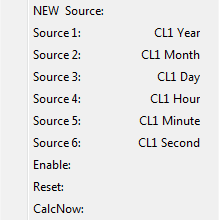 NEW Source:
Source 1: CL1 Year
Source 2: CL1 Month
Source 3: CL1 Day
Source 4: CL1 Hour
Source 5: CL1 Minute
Source 6: CL1 Second
Enable:
Reset:
CalcNow: